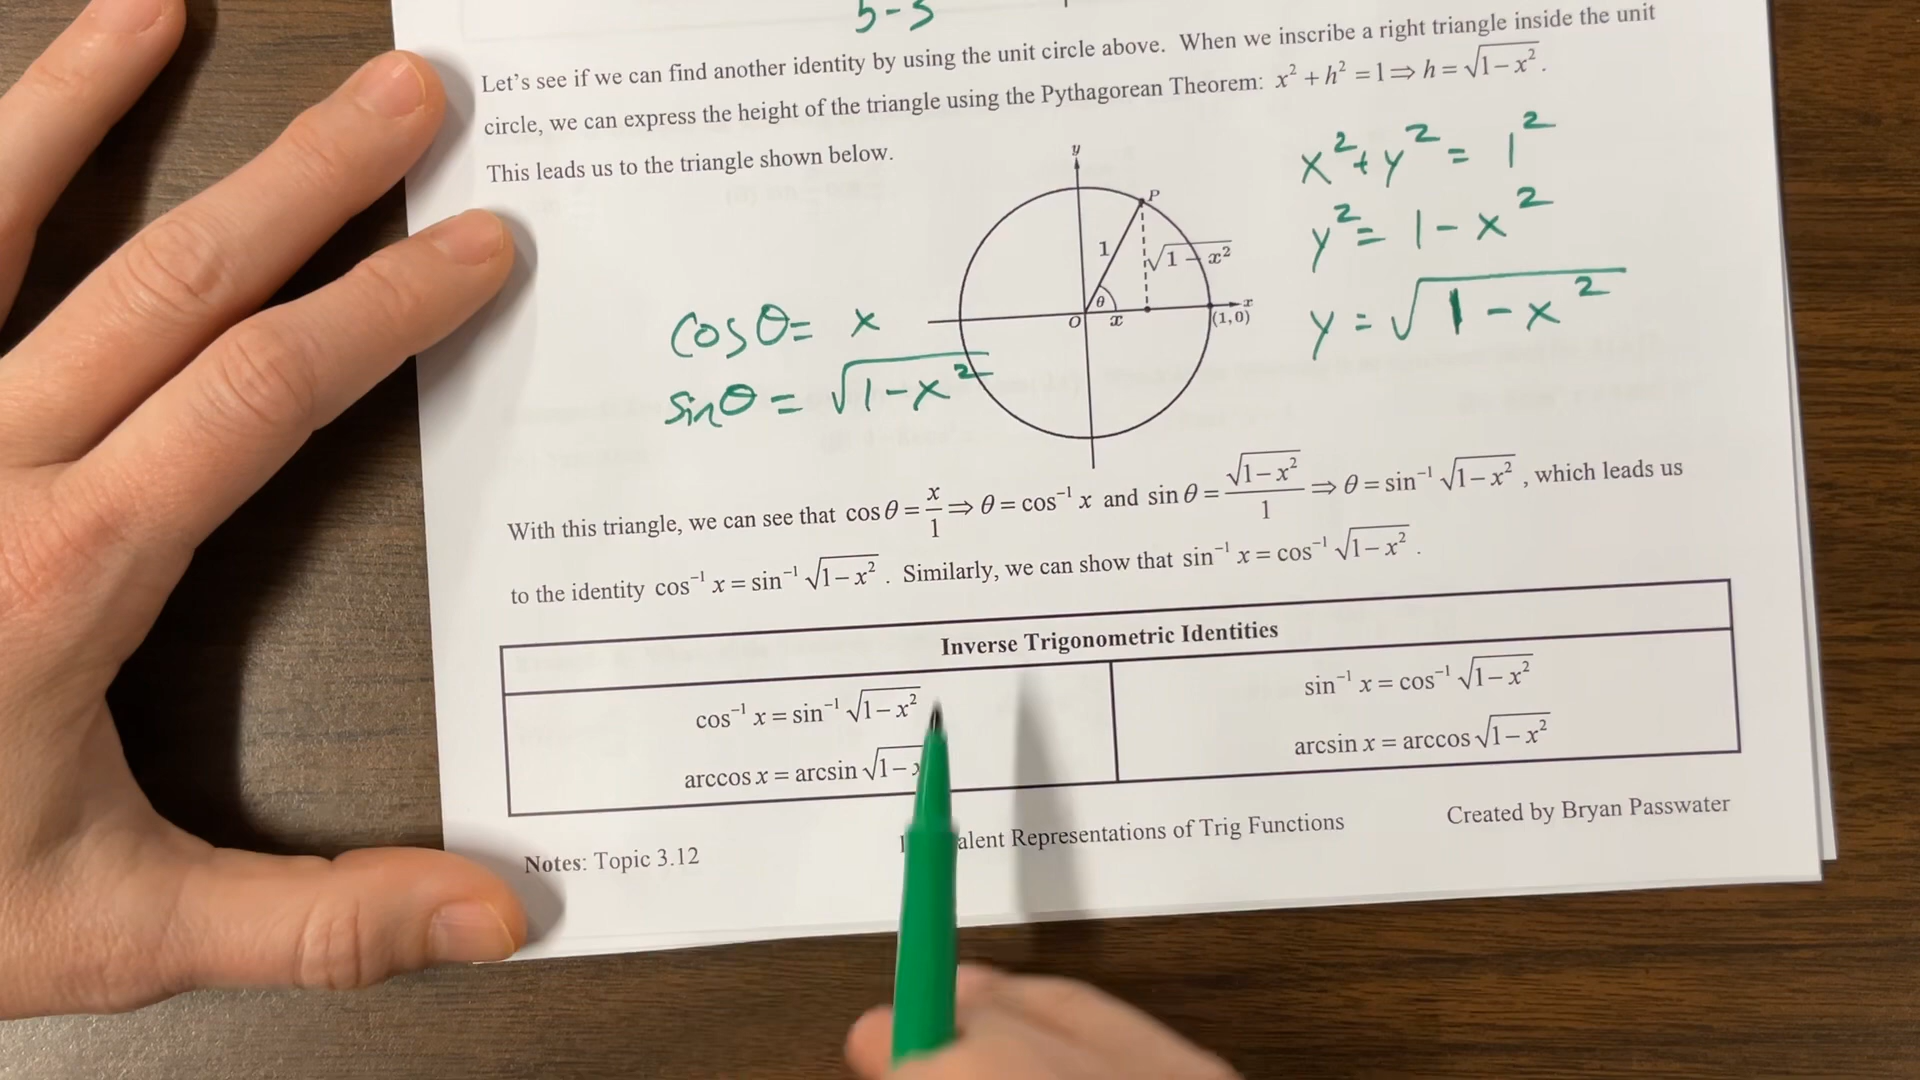 5-5
Let's see if we can find another identity by using the unit circle above. When we inscribe a right triangle inside the unit
circle, we can express the height of the triangle using the Pythagorean Theorem: x² + h² = 1 ⇒ h = √(1 − x²).
This leads us to the triangle shown below.
x² + y² = 1²
y² = 1 - x²
y = √(1 - x²)
y
P
1
√(1 − x²)
θ
O
x
x
(1,0)
cosθ = x
sinθ = √(1-x²)
With this triangle, we can see that cos θ = x/1 ⇒ θ = cos⁻¹ x and sin θ = √(1−x²)/1 ⇒ θ = sin⁻¹ √(1−x²), which leads us
to the identity cos⁻¹ x = sin⁻¹ √(1−x²). Similarly, we can show that sin⁻¹ x = cos⁻¹ √(1−x²).
Inverse Trigonometric Identities
cos⁻¹ x = sin⁻¹ √(1−x²)
arccos x = arcsin √1−
sin⁻¹ x = cos⁻¹ √(1−x²)
arcsin x = arccos √(1−x²)
Notes: Topic 3.12
Representations of Trig Functions
Created by Bryan Passwater